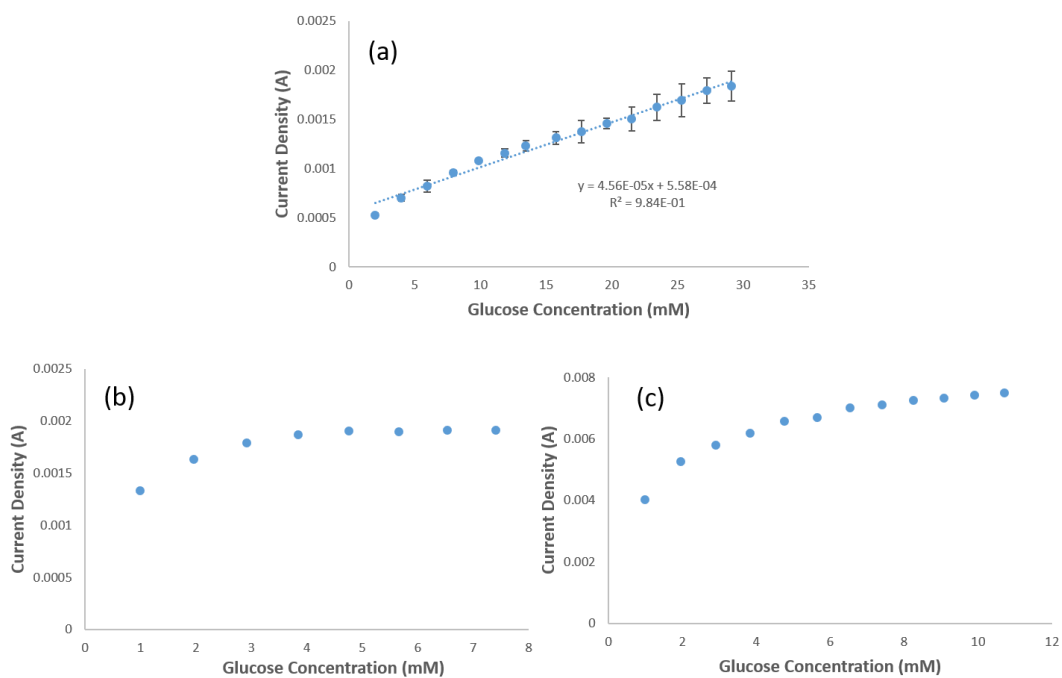 (a)
Current Density (A)
0.0025
0.002
0.0015
0.001
0.0005
0
y = 4.56E-05x + 5.58E-04
R² = 9.84E-01
0 5 10 15 20 25 30 35
Glucose Concentration (mM)
(b)
Current Density (A)
0.0025
0.002
0.0015
0.001
0.0005
0
0 1 2 3 4 5 6 7 8
Glucose Concentration (mM)
(c)
Current Density (A)
0.008
0.006
0.004
0.002
0
0 2 4 6 8 10 12
Glucose Concentration (mM)